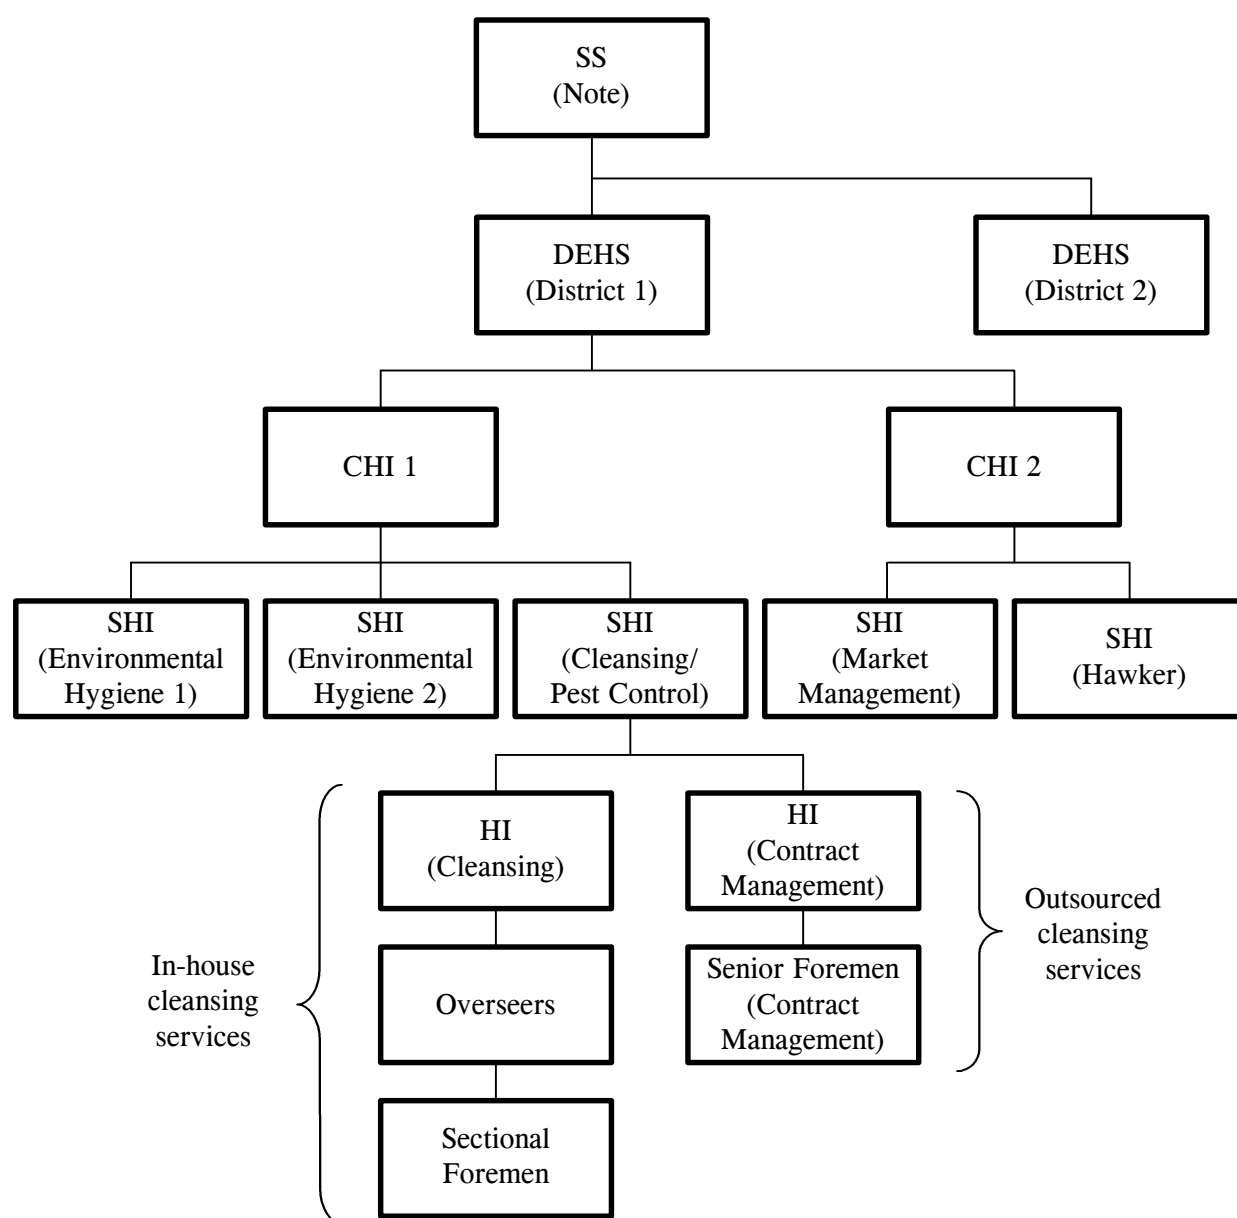 SS
(Note)
DEHS
(District 1)
DEHS
(District 2)
CHI 1
CHI 2
SHI
(Environmental
Hygiene 1)
SHI
(Environmental
Hygiene 2)
SHI
(Cleansing/
Pest Control)
SHI
(Market
Management)
SHI
(Hawker)
HI
(Cleansing)
HI
(Contract
Management)
In-house
cleansing
services
Overseers
Senior Foremen
(Contract
Management)
Outsourced
cleansing
services
Sectional
Foremen